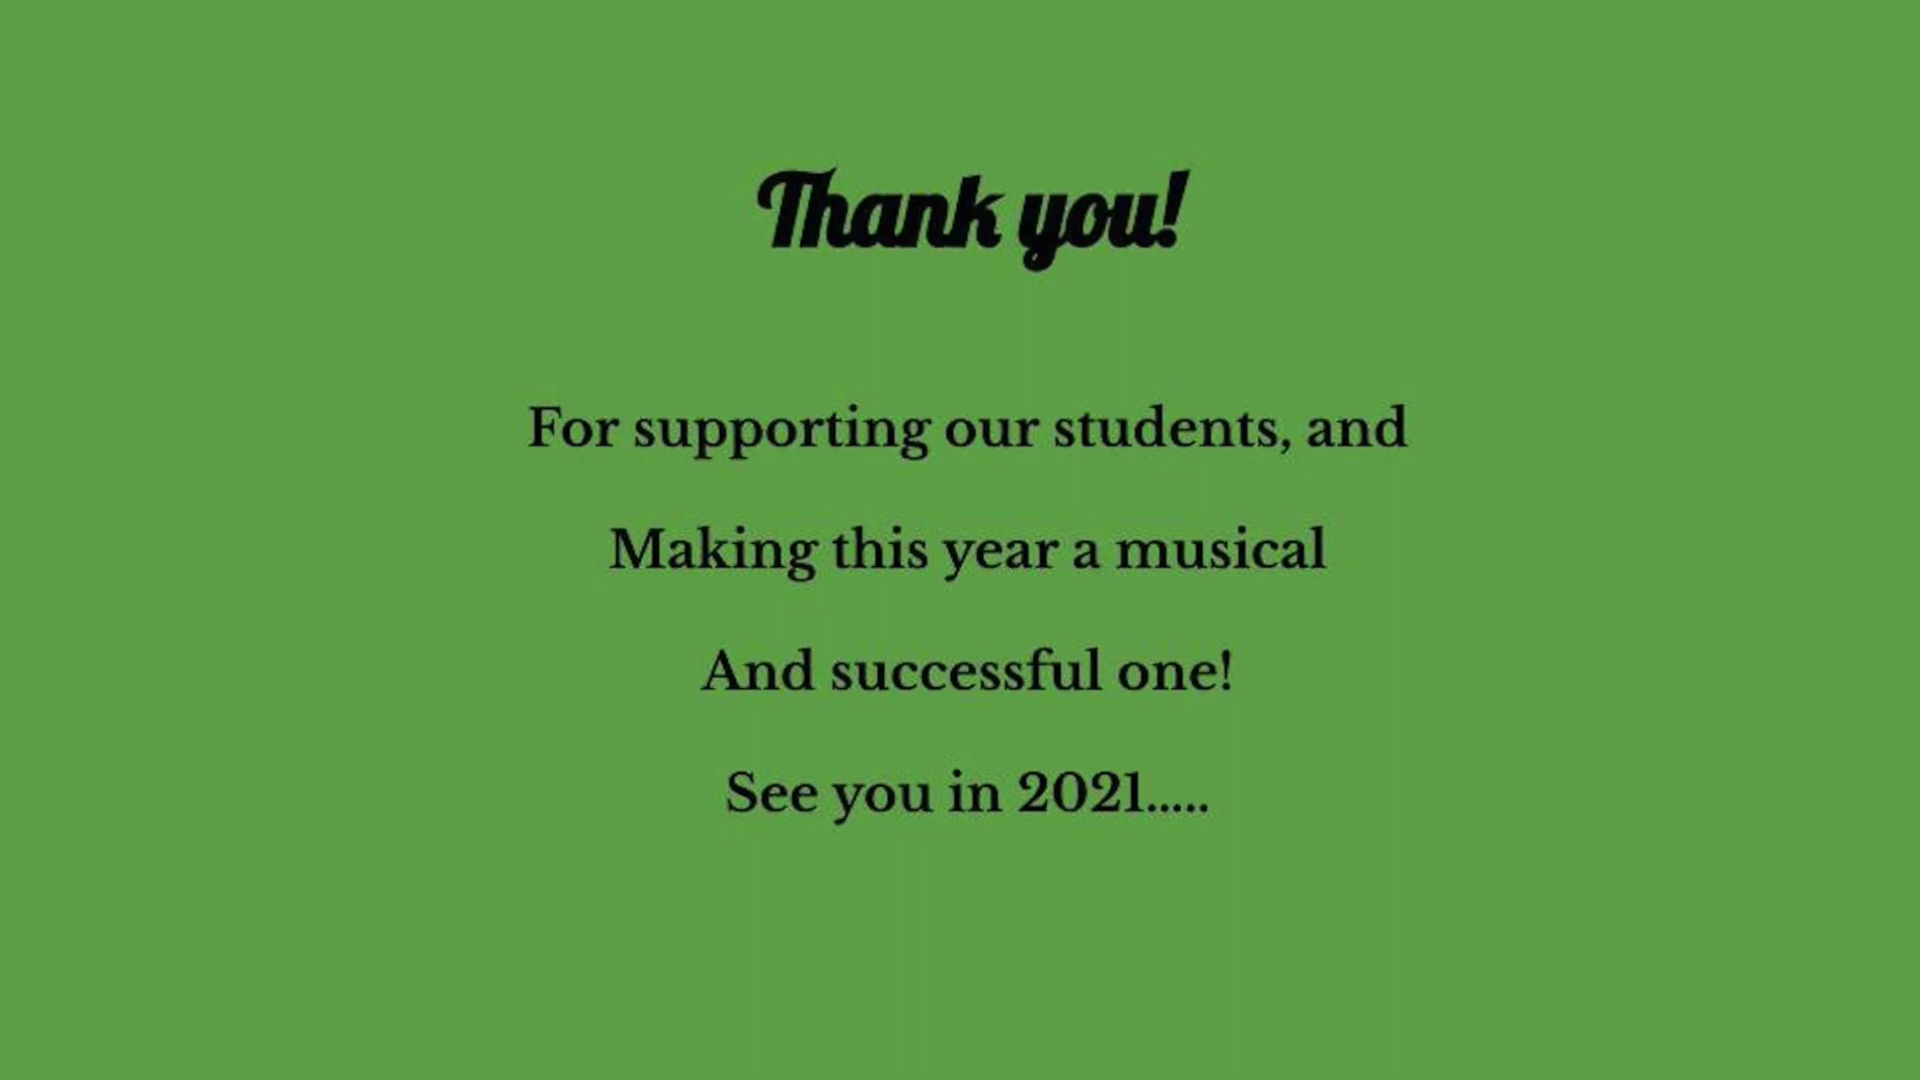 Thank you!
For supporting our students, and
Making this year a musical
And successful one!
See you in 2021.....